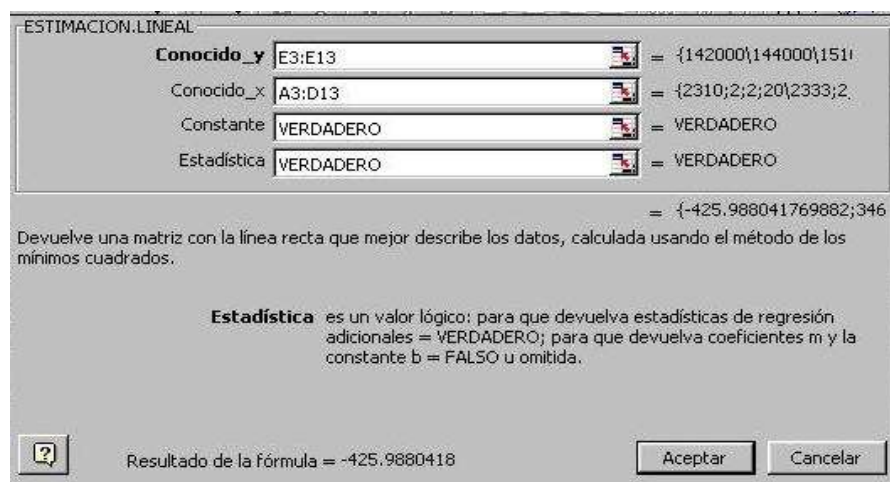 ESTIMACION.LINEAL
Conocido_y E3:E13 = {142000\144000\151
Conocido_x A3:D13 = {2310;2;2;20\2333;2
Constante VERDADERO = VERDADERO
Estadística VERDADERO = VERDADERO
= {-425.988041769882;346
Devuelve una matriz con la línea recta que mejor describe los datos, calculada usando el método de los
mínimos cuadrados.
Estadística es un valor lógico: para que devuelva estadísticas de regresión
adicionales = VERDADERO; para que devuelva coeficientes m y la
constante b = FALSO u omitida.
Resultado de la fórmula = -425.9880418
Aceptar Cancelar